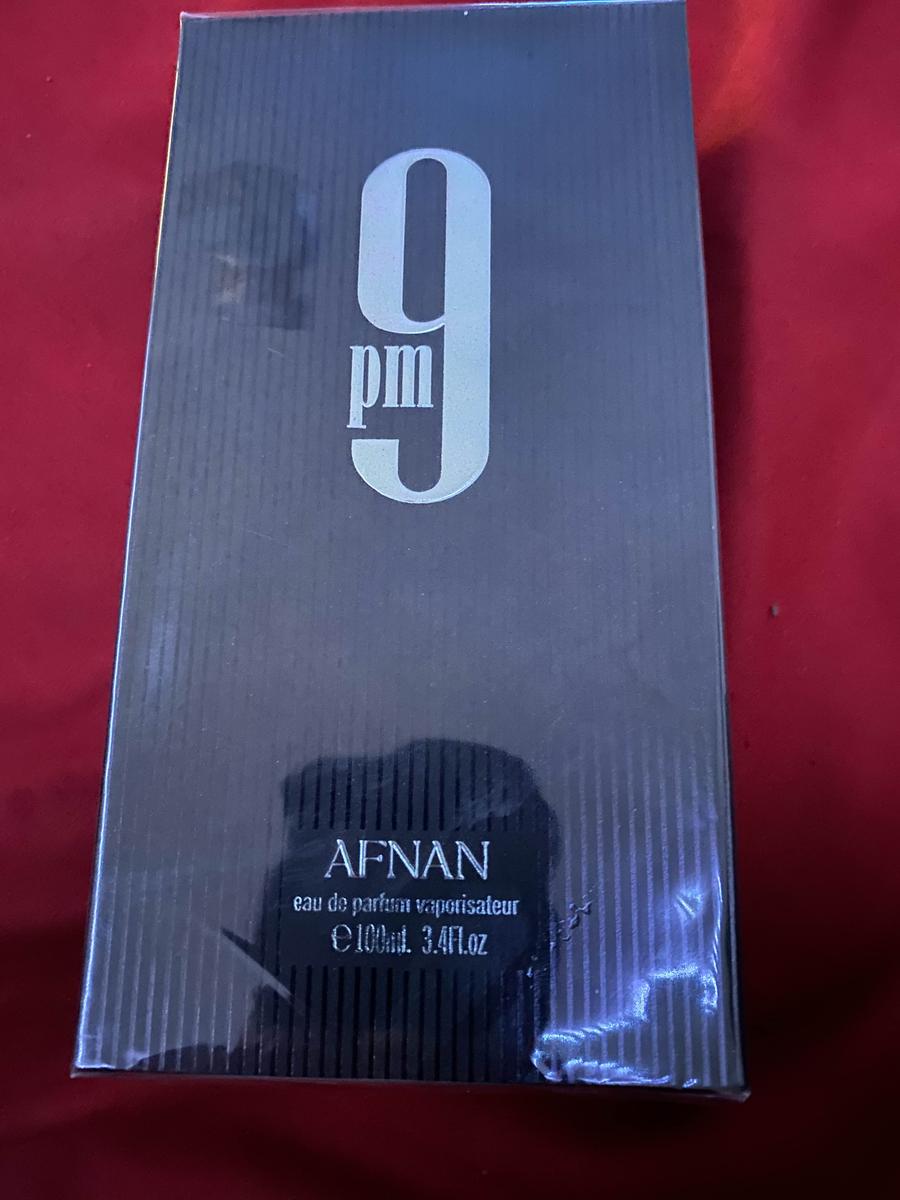 9
pm
AFNAN
eau de parfum vaporisateur
℮100ml. 3.4Fl.oz